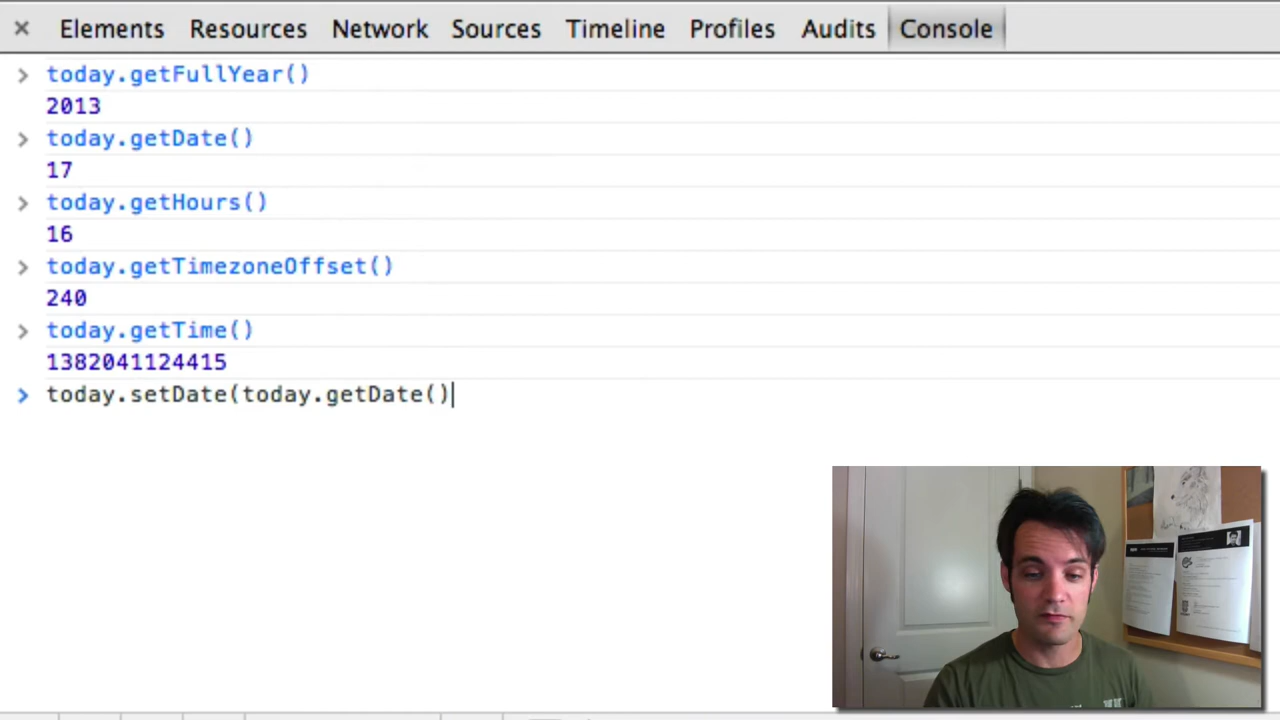 × Elements Resources Network Sources Timeline Profiles Audits Console
> today.getFullYear()
2013
> today.getDate()
17
> today.getHours()
16
> today.getTimezoneOffset()
240
> today.getTime()
1382041124415
> today.setDate(today.getDate()